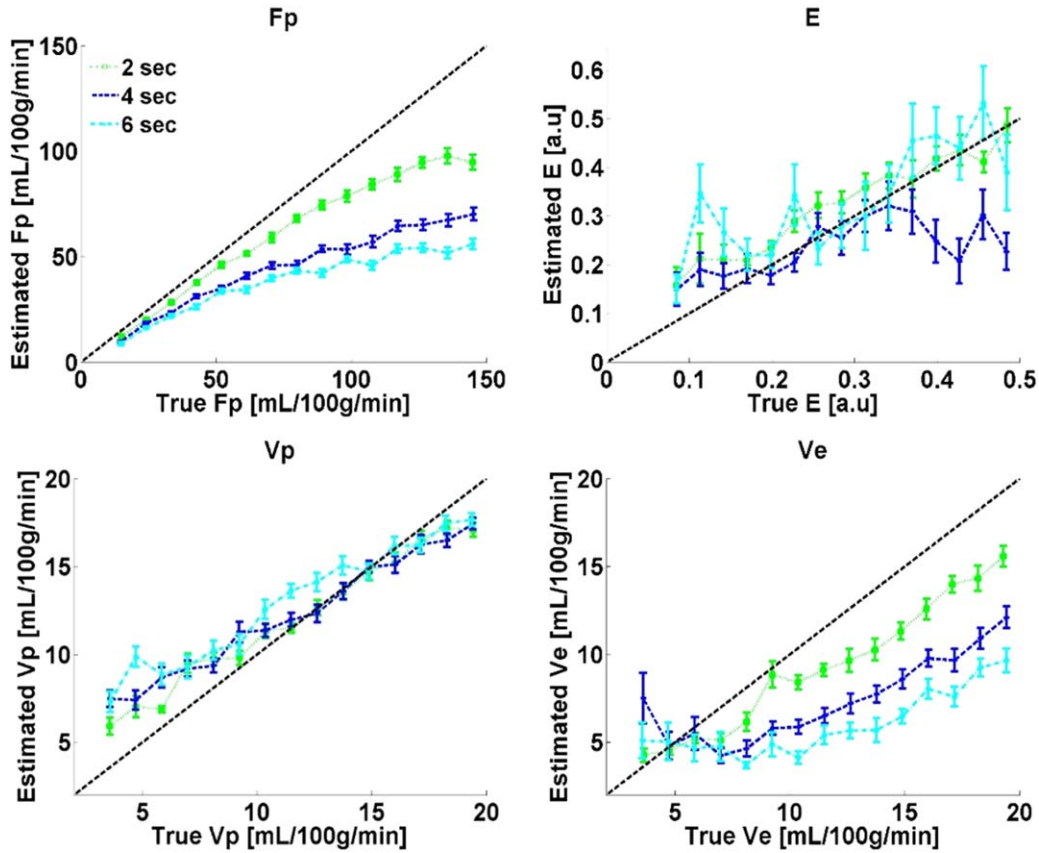 Fp
150
100
50
0
0
50
100
150
Estimated Fp [mL/100g/min]
True Fp [mL/100g/min]
2 sec
4 sec
6 sec
E
0.6
0.5
0.4
0.3
0.2
0.1
0
0
0.1
0.2
0.3
0.4
0.5
Estimated E [a.u]
True E [a.u]
Vp
20
15
10
5
5
10
15
20
Estimated Vp [mL/100g/min]
True Vp [mL/100g/min]
Ve
20
15
10
5
5
10
15
20
Estimated Ve [mL/100g/min]
True Ve [mL/100g/min]